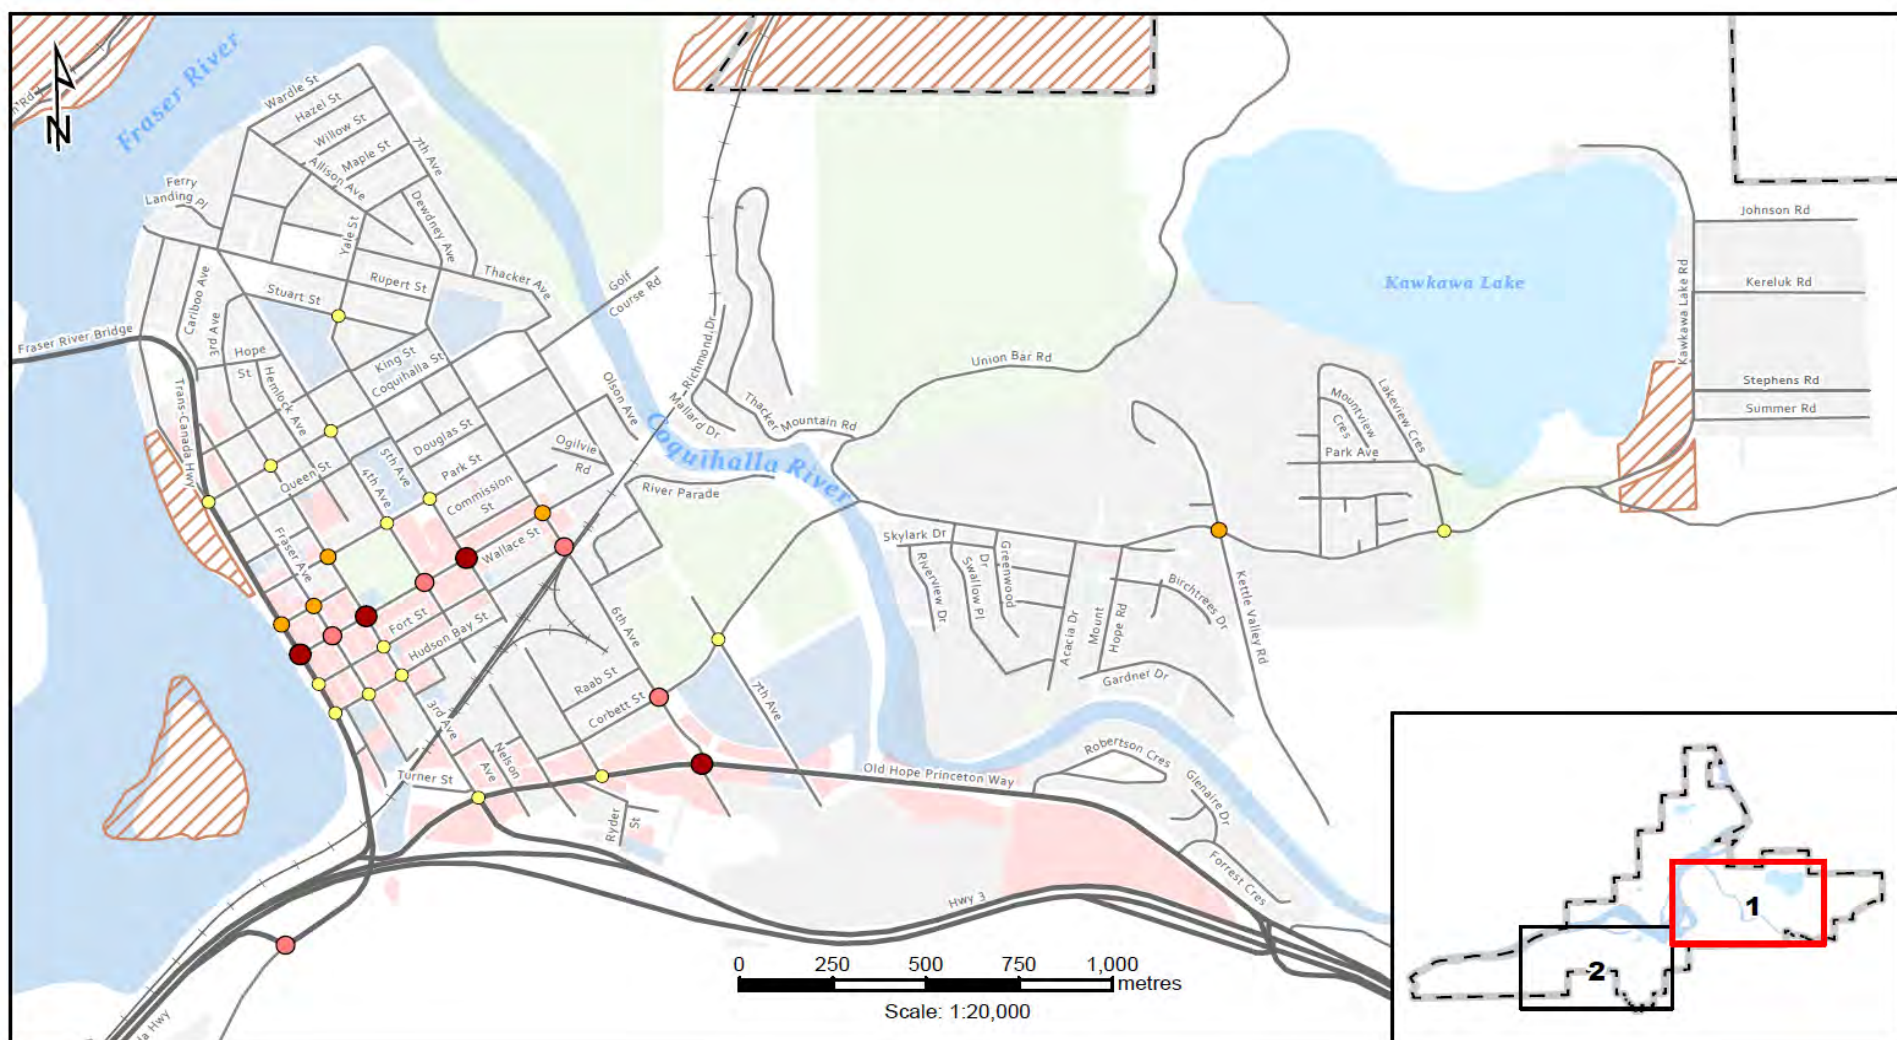 Fraser River
n'Rd
N
Wardle St
Hazel St
Willow St
Maple St
Allison Ave
7th Ave
Ferry
Landing Pl
Yale St
Dewdney Ave
Cariboo Ave
3rd Ave
Stuart St
Rupert St
Thacker Ave
Golf
Course Rd
Fraser River Bridge
Hope
St
Hemlock Ave
King St
Coquihalla St
Trans-Canada Hwy
Queen St
4th Ave
5th Ave
Douglas St
Park St
Commission
St
Ogilvie
Rd
Olson Ave
Richmond Dr
Mallard Dr
Thacker
Mountain Rd
Coquihalla River
River Parade
Union Bar Rd
Kawkawa Lake
Kawkawa Lake Rd
Johnson Rd
Kereluk Rd
Stephens Rd
Summer Rd
Mountview
Cres
Lakeview Cres
Park Ave
Wallace St
Fraser Ave
Fort St
Hudson Bay St
6th Ave
Raab St
Corbett St
7th Ave
3rd Ave
Nelson
Ave
Turner St
Ryder
St
Skylark Dr
Riverview Dr
Swallow Pl
Greenwood
Dr
Acacia Dr
Mount
Hope Rd
Birchtrees Dr
Gardner Dr
Kettle Valley Rd
Robertson Cres
Glenaire Dr
Forrest Cres
Old Hope Princeton Way
Hwy 3
da Hwy
0 250 500 750 1,000
metres
Scale: 1:20,000
1
2